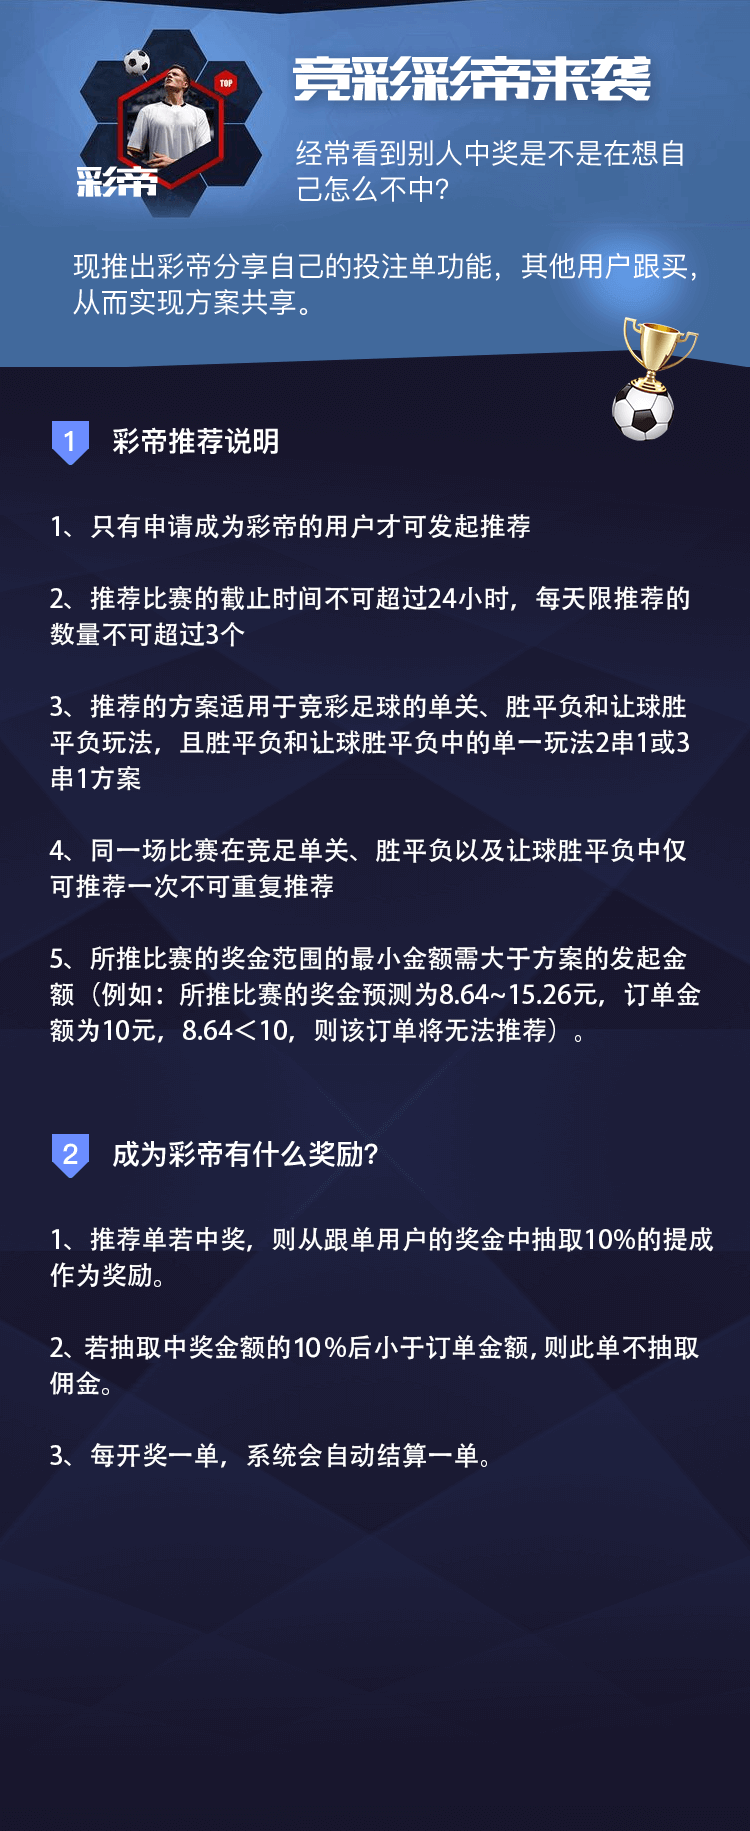 TOP
彩帝
竞彩彩帝来袭
经常看到别人中奖是不是在想自
己怎么不中?
现推出彩帝分享自己的投注单功能，其他用户跟买，
从而实现方案共享。
1 彩帝推荐说明
1、只有申请成为彩帝的用户才可发起推荐
2、推荐比赛的截止时间不可超过24小时，每天限推荐的
数量不可超过3个
3、推荐的方案适用于竞彩足球的单关、胜平负和让球胜
平负玩法，且胜平负和让球胜平负中的单一玩法2串1或3
串1方案
4、同一场比赛在竞足单关、胜平负以及让球胜平负中仅
可推荐一次不可重复推荐
5、所推比赛的奖金范围的最小金额需大于方案的发起金
额（例如：所推比赛的奖金预测为8.64~15.26元，订单金
额为10元，8.64＜10，则该订单将无法推荐）。
2 成为彩帝有什么奖励?
1、推荐单若中奖，则从跟单用户的奖金中抽取10%的提成
作为奖励。
2、若抽取中奖金额的10％后小于订单金额, 则此单不抽取
佣金。
3、每开奖一单，系统会自动结算一单。